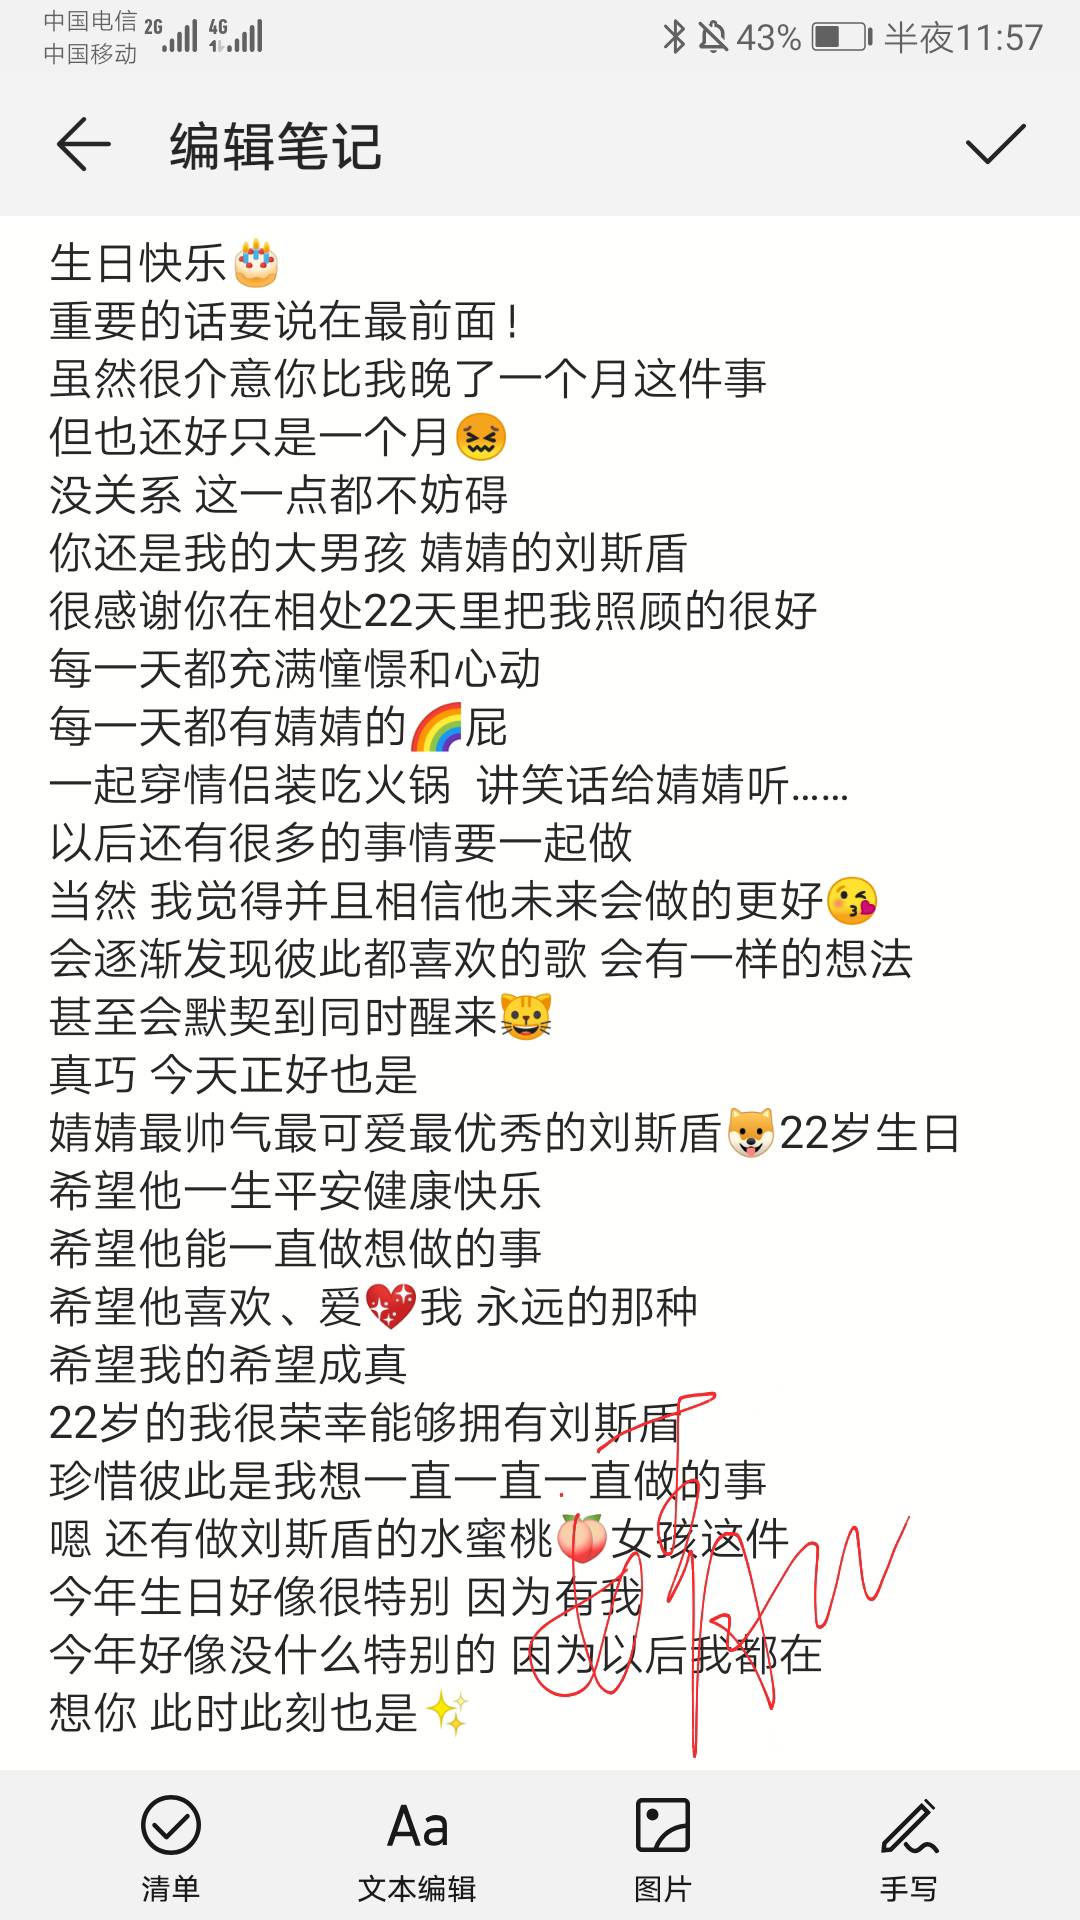 中国电信 2G 4G 43% 半夜11:57
中国移动
编辑笔记
生日快乐🎂
重要的话要说在最前面！
虽然很介意你比我晚了一个月这件事
但也还好只是一个月😖
没关系 这一点都不妨碍
你还是我的大男孩 婧婧的刘斯盾
很感谢你在相处22天里把我照顾的很好
每一天都充满憧憬和心动
每一天都有婧婧的🌈屁
一起穿情侣装吃火锅 讲笑话给婧婧听……
以后还有很多的事情要一起做
当然 我觉得并且相信他未来会做的更好😘
会逐渐发现彼此都喜欢的歌 会有一样的想法
甚至会默契到同时醒来😺
真巧 今天正好也是
婧婧最帅气最可爱最优秀的刘斯盾🐶22岁生日
希望他一生平安健康快乐
希望他能一直做想做的事
希望他喜欢、爱💖我 永远的那种
希望我的希望成真
22岁的我很荣幸能够拥有刘斯盾
珍惜彼此是我想一直一直一直做的事
嗯 还有做刘斯盾的水蜜桃🍑女孩这件
今年生日好像很特别 因为有我
今年好像没什么特别的 因为以后我都在
想你 此时此刻也是✨
清单 文本编辑 图片 手写
Aa